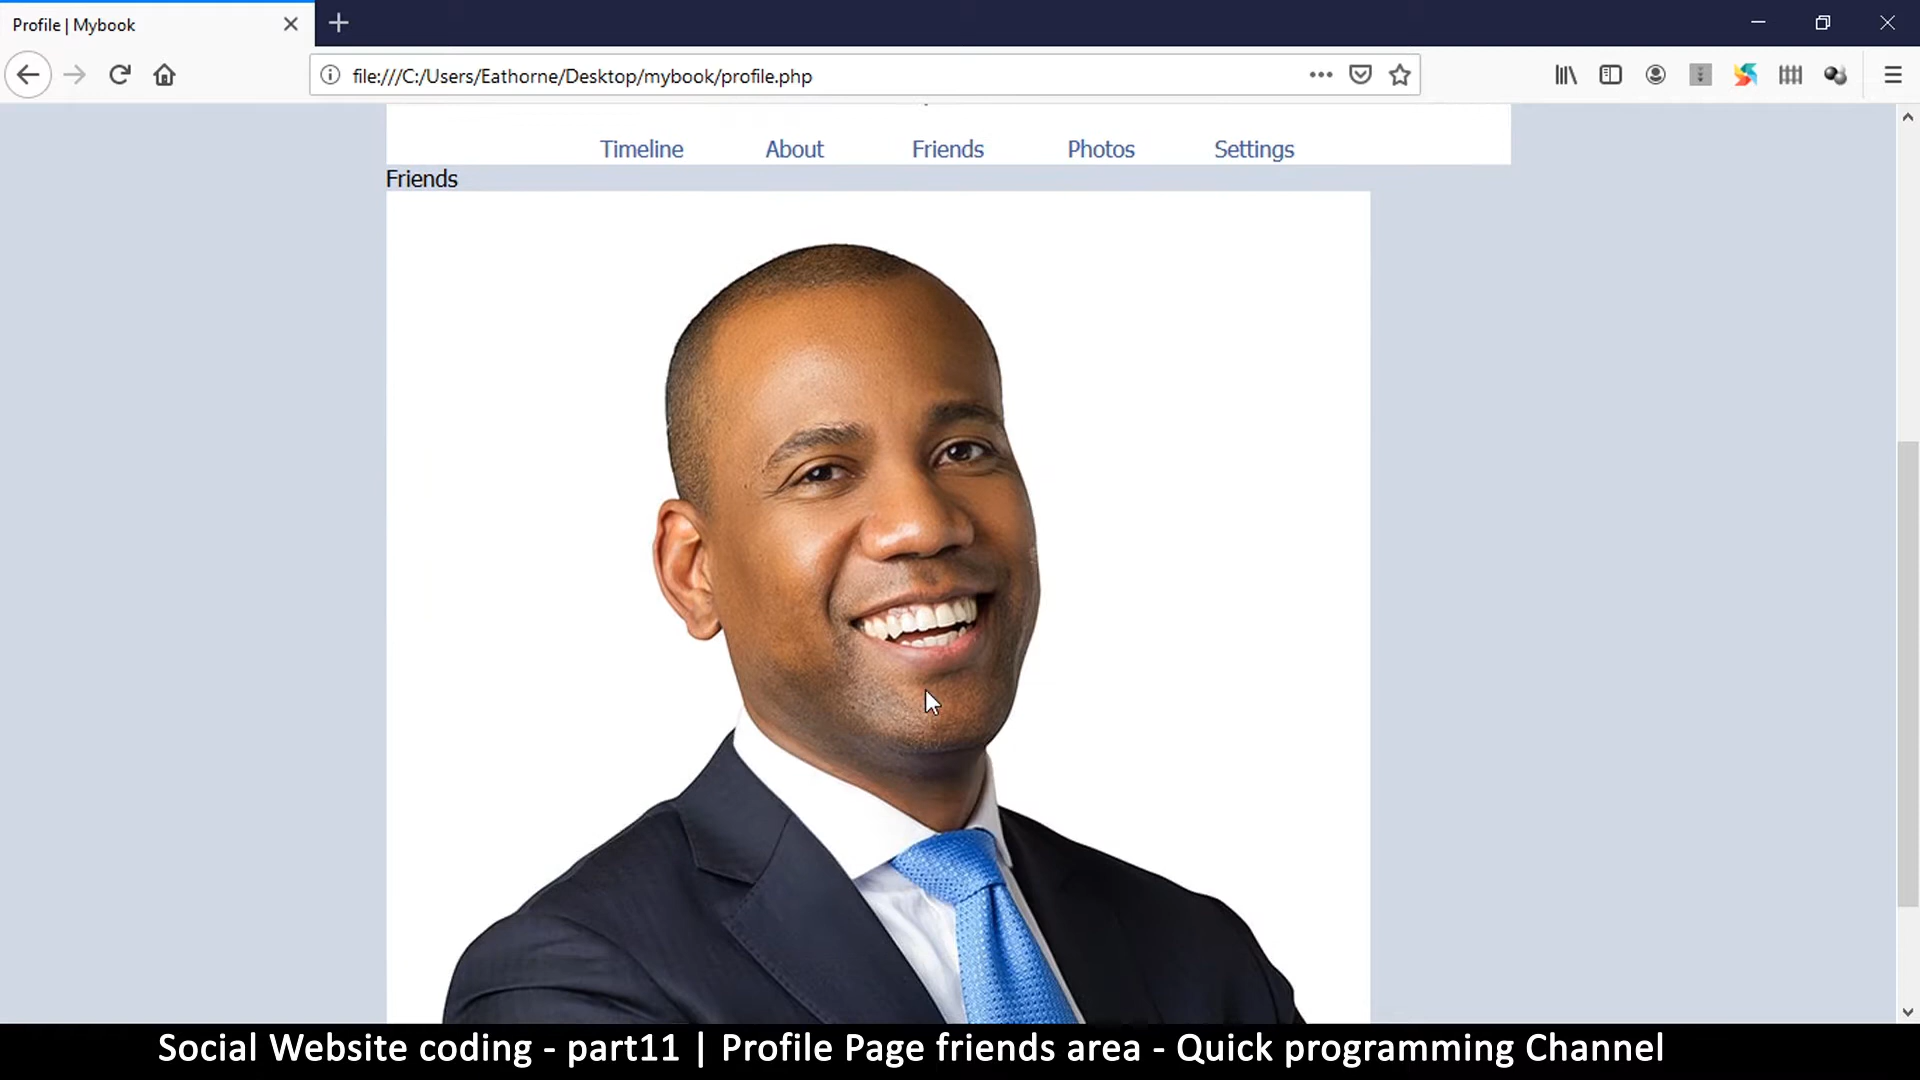 Profile | Mybook
file:///C:/Users/Eathorne/Desktop/mybook/profile.php
Timeline About Friends Photos Settings
Friends
Social Website coding - part11 | Profile Page friends area - Quick programming Channel